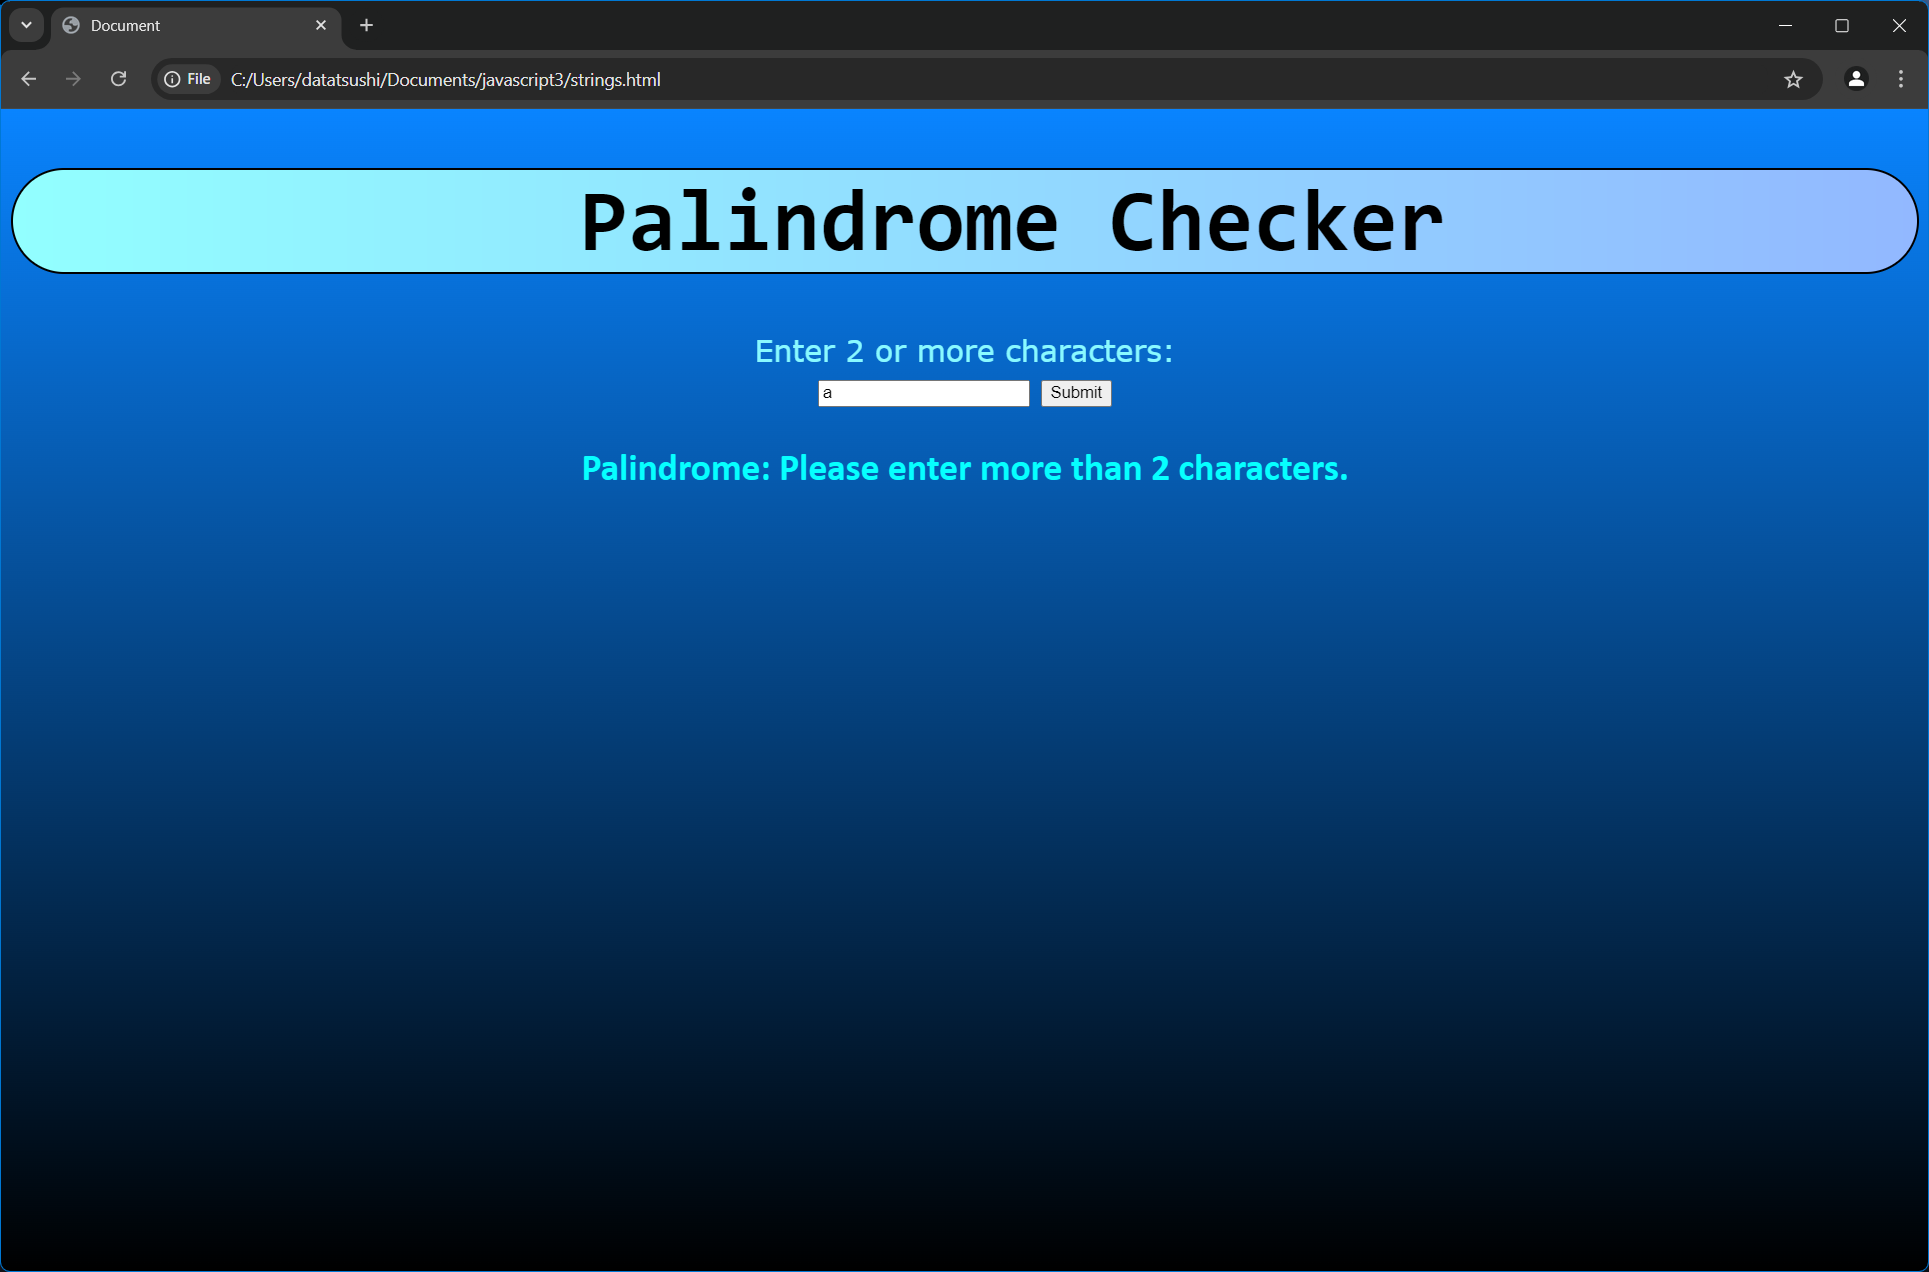 Document
File C:/Users/datatsushi/Documents/javascript3/strings.html
Palindrome Checker
Enter 2 or more characters:
a Submit
Palindrome: Please enter more than 2 characters.